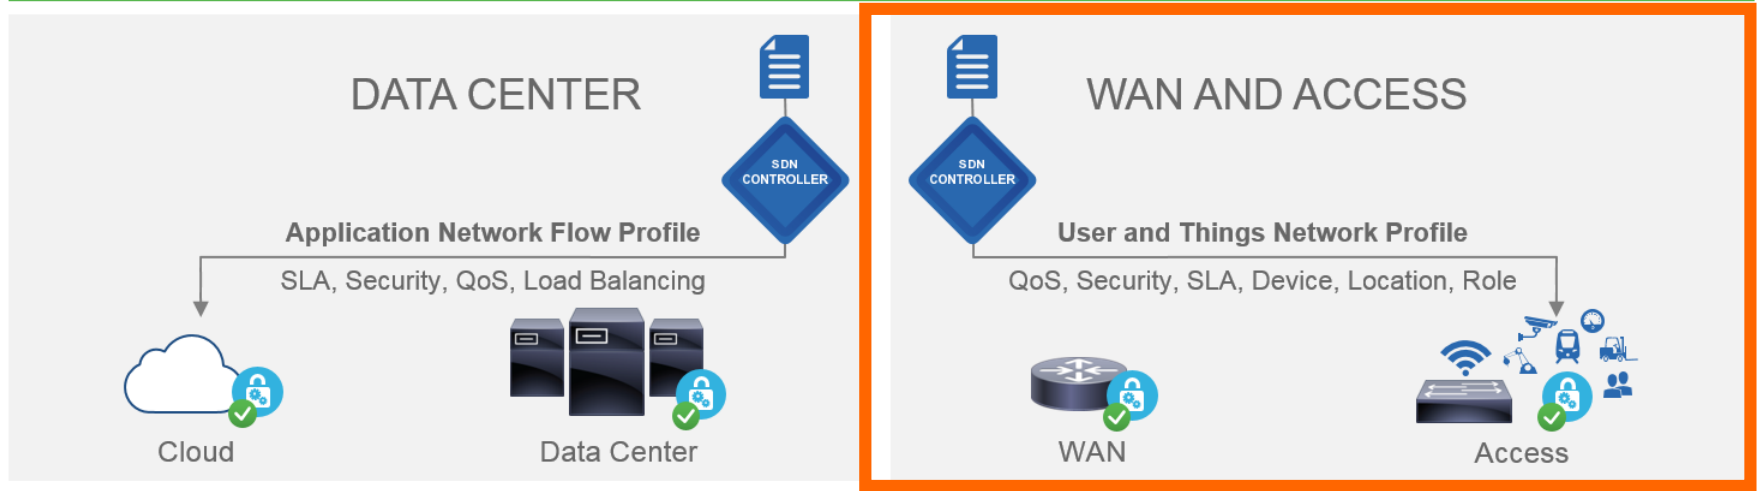 DATA CENTER
SDN
CONTROLLER
Application Network Flow Profile
SLA, Security, QoS, Load Balancing
Cloud
Data Center
WAN AND ACCESS
SDN
CONTROLLER
User and Things Network Profile
QoS, Security, SLA, Device, Location, Role
WAN
Access